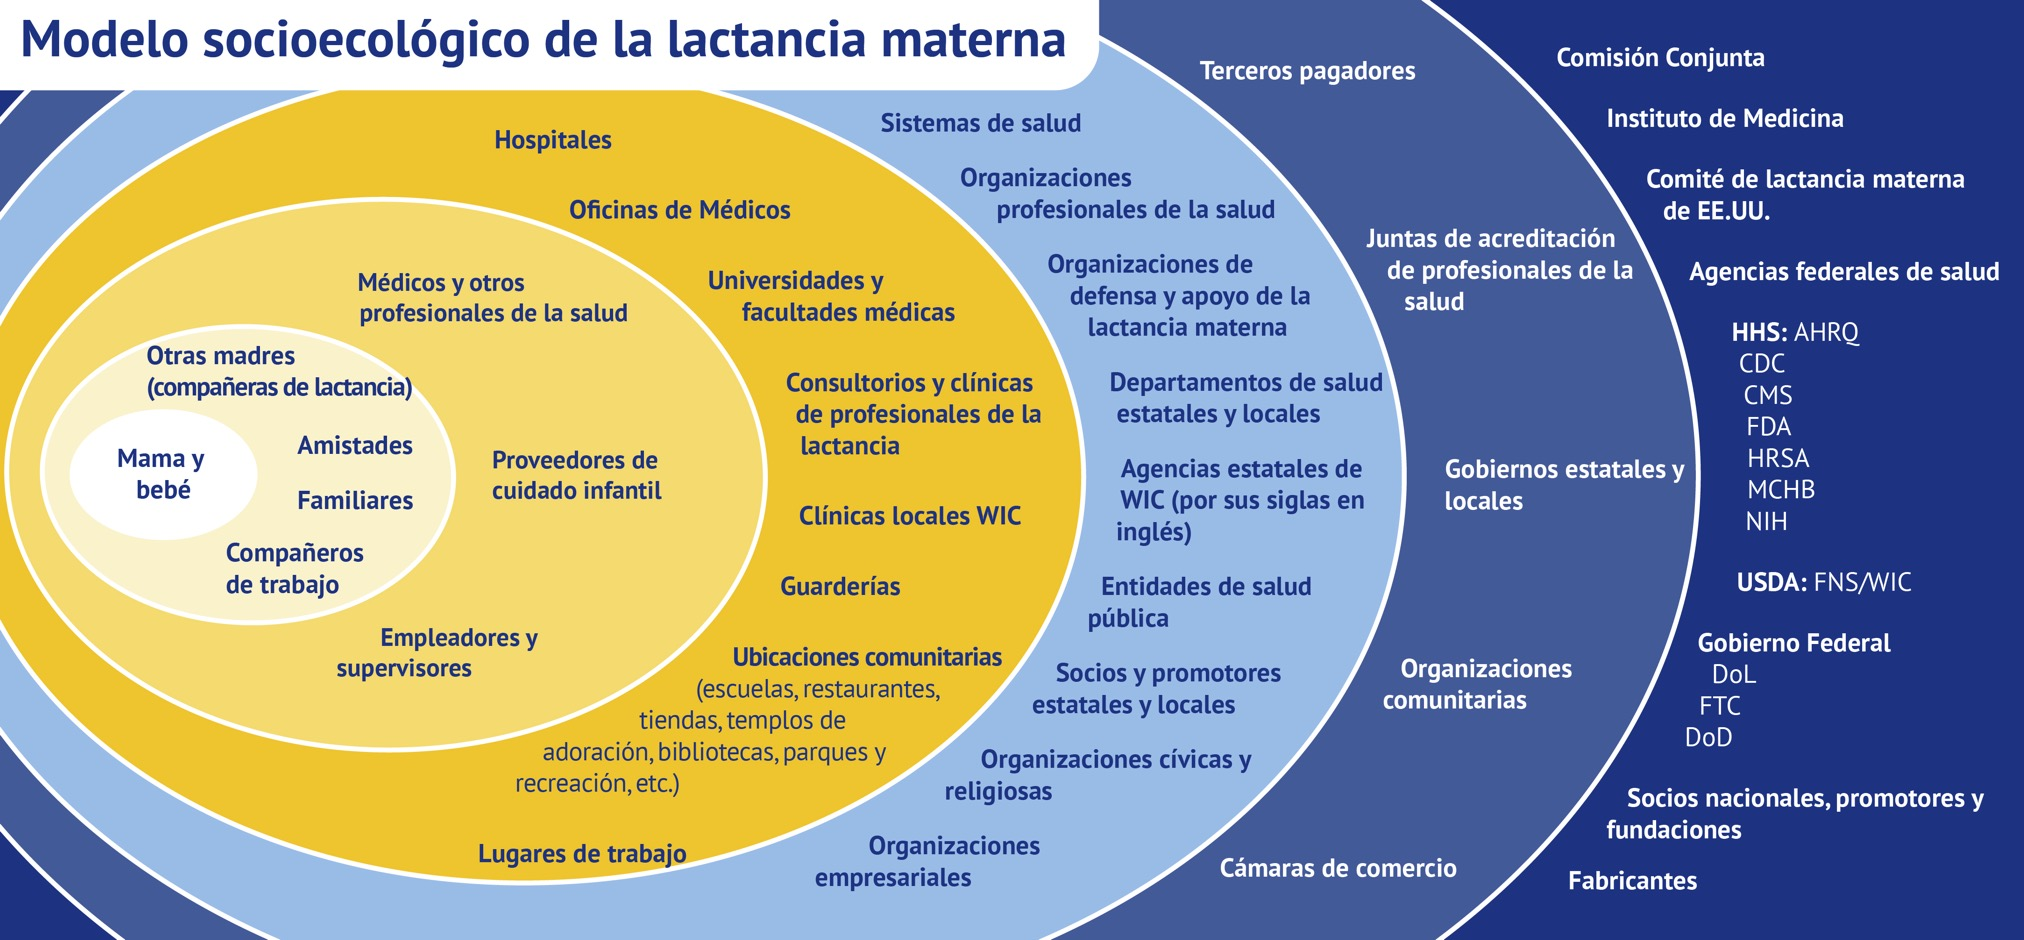 Modelo socioecológico de la lactancia materna
Mama y
bebé
Otras madres
(compañeras de lactancia)
Amistades
Familiares
Compañeros
de trabajo
Médicos y otros
profesionales de la salud
Proveedores de
cuidado infantil
Empleadores y
supervisores
Hospitales
Oficinas de Médicos
Universidades y
facultades médicas
Consultorios y clínicas
de profesionales de la
lactancia
Clínicas locales WIC
Guarderías
Ubicaciones comunitarias
(escuelas, restaurantes,
tiendas, templos de
adoración, bibliotecas, parques y
recreación, etc.)
Lugares de trabajo
Sistemas de salud
Organizaciones
profesionales de la salud
Organizaciones de
defensa y apoyo de la
lactancia materna
Departamentos de salud
estatales y locales
Agencias estatales de
WIC (por sus siglas en
inglés)
Entidades de salud
pública
Socios y promotores
estatales y locales
Organizaciones cívicas y
religiosas
Organizaciones
empresariales
Terceros pagadores
Juntas de acreditación
de profesionales de la
salud
Gobiernos estatales y
locales
Organizaciones
comunitarias
Cámaras de comercio
Comisión Conjunta
Instituto de Medicina
Comité de lactancia materna
de EE.UU.
Agencias federales de salud
HHS: AHRQ
CDC
CMS
FDA
HRSA
MCHB
NIH
USDA: FNS/WIC
Gobierno Federal
DoL
FTC
DoD
Socios nacionales, promotores y
fundaciones
Fabricantes